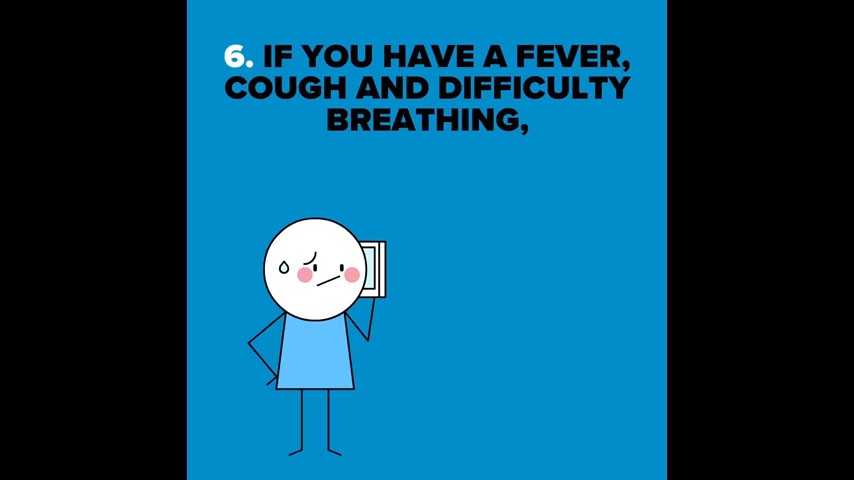 6. IF YOU HAVE A FEVER,
COUGH AND DIFFICULTY
BREATHING,